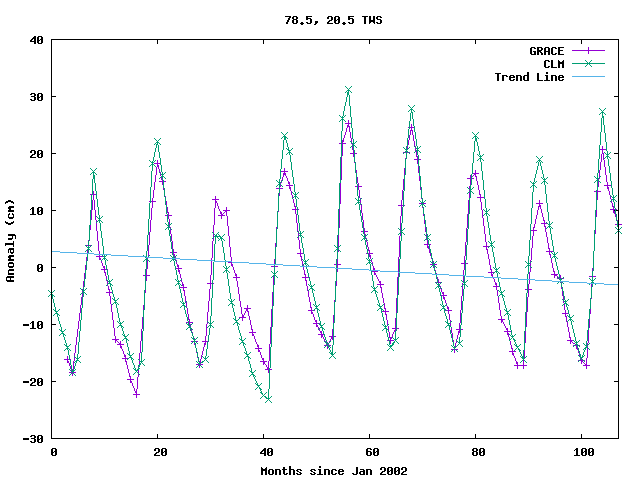 78.5, 20.5 TWS
GRACE
CLM
Trend Line
40
30
20
10
0
-10
-20
-30
Anomaly (cm)
0 20 40 60 80 100
Months since Jan 2002